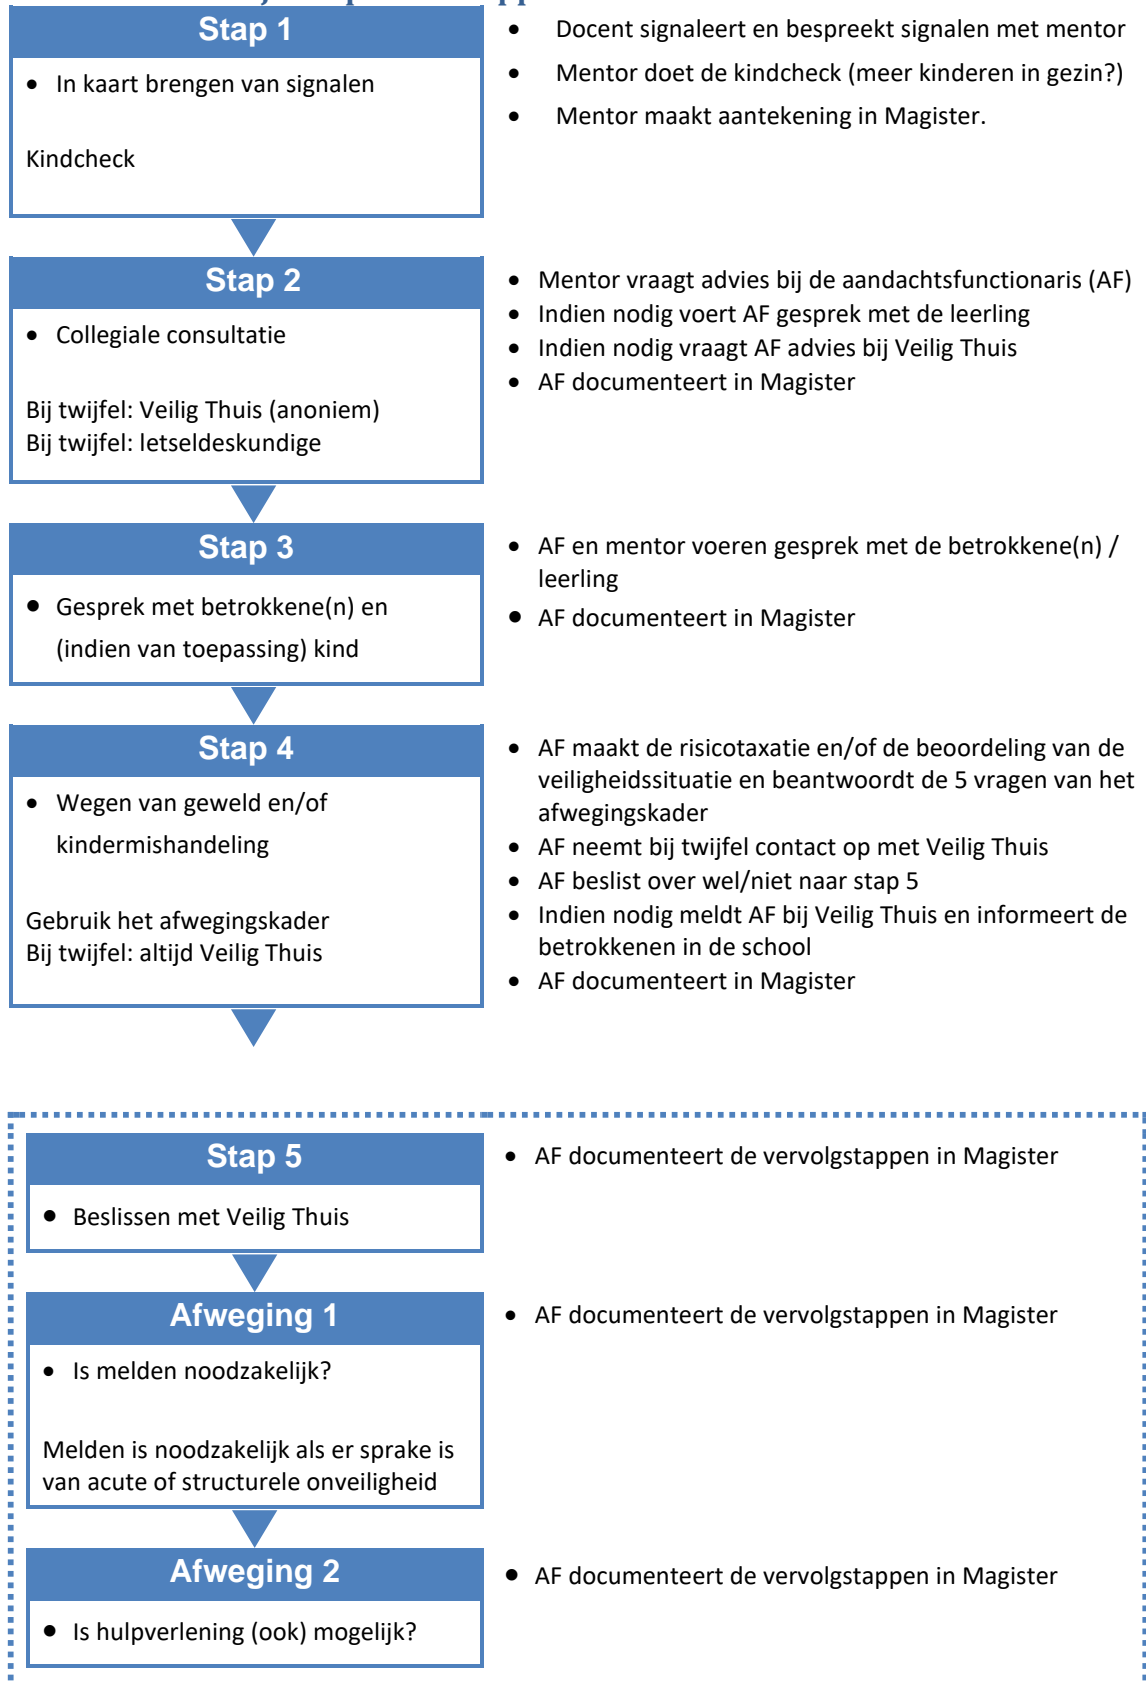 Stap 1
• In kaart brengen van signalen
Kindcheck
• Docent signaleert en bespreekt signalen met mentor
• Mentor doet de kindcheck (meer kinderen in gezin?)
• Mentor maakt aantekening in Magister.
Stap 2
• Collegiale consultatie
Bij twijfel: Veilig Thuis (anoniem)
Bij twijfel: letseldeskundige
• Mentor vraagt advies bij de aandachtsfunctionaris (AF)
• Indien nodig voert AF gesprek met de leerling
• Indien nodig vraagt AF advies bij Veilig Thuis
• AF documenteert in Magister
Stap 3
• Gesprek met betrokkene(n) en
(indien van toepassing) kind
• AF en mentor voeren gesprek met de betrokkene(n) /
leerling
• AF documenteert in Magister
Stap 4
• Wegen van geweld en/of
kindermishandeling
Gebruik het afwegingskader
Bij twijfel: altijd Veilig Thuis
• AF maakt de risicotaxatie en/of de beoordeling van de
veiligheidssituatie en beantwoordt de 5 vragen van het
afwegingskader
• AF neemt bij twijfel contact op met Veilig Thuis
• AF beslist over wel/niet naar stap 5
• Indien nodig meldt AF bij Veilig Thuis en informeert de
betrokkenen in de school
• AF documenteert in Magister
Stap 5
• Beslissen met Veilig Thuis
• AF documenteert de vervolgstappen in Magister
Afweging 1
• Is melden noodzakelijk?
Melden is noodzakelijk als er sprake is
van acute of structurele onveiligheid
• AF documenteert de vervolgstappen in Magister
Afweging 2
• Is hulpverlening (ook) mogelijk?
• AF documenteert de vervolgstappen in Magister